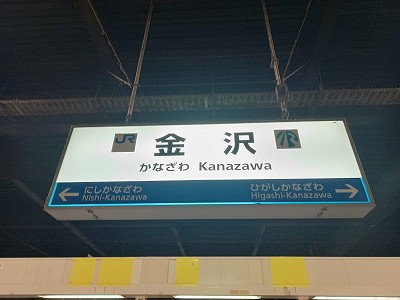 JR 金沢 IR
かなざわ Kanazawa
にしかなざわ ひがしかなざわ
Nishi-Kanazawa Higashi-Kanazawa